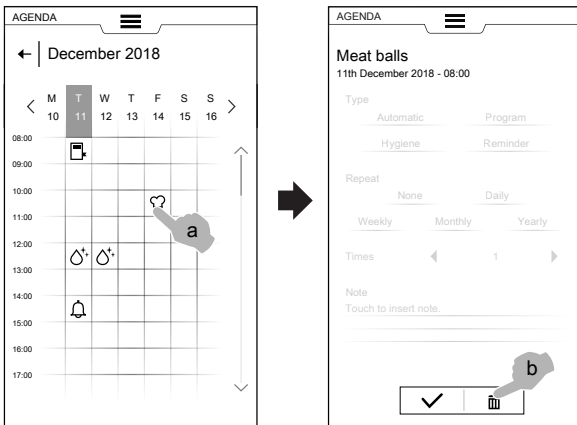 AGENDA
December 2018
M T W T F S S
10 11 12 13 14 15 16
08:00
09:00
10:00
11:00
a
12:00
13:00
14:00
15:00
16:00
17:00
AGENDA
Meat balls
11th December 2018 - 08:00
Type
Automatic Program
Hygiene Reminder
Repeat
None Daily
Weekly Monthly Yearly
Times 1
Note
Touch to insert note.
b